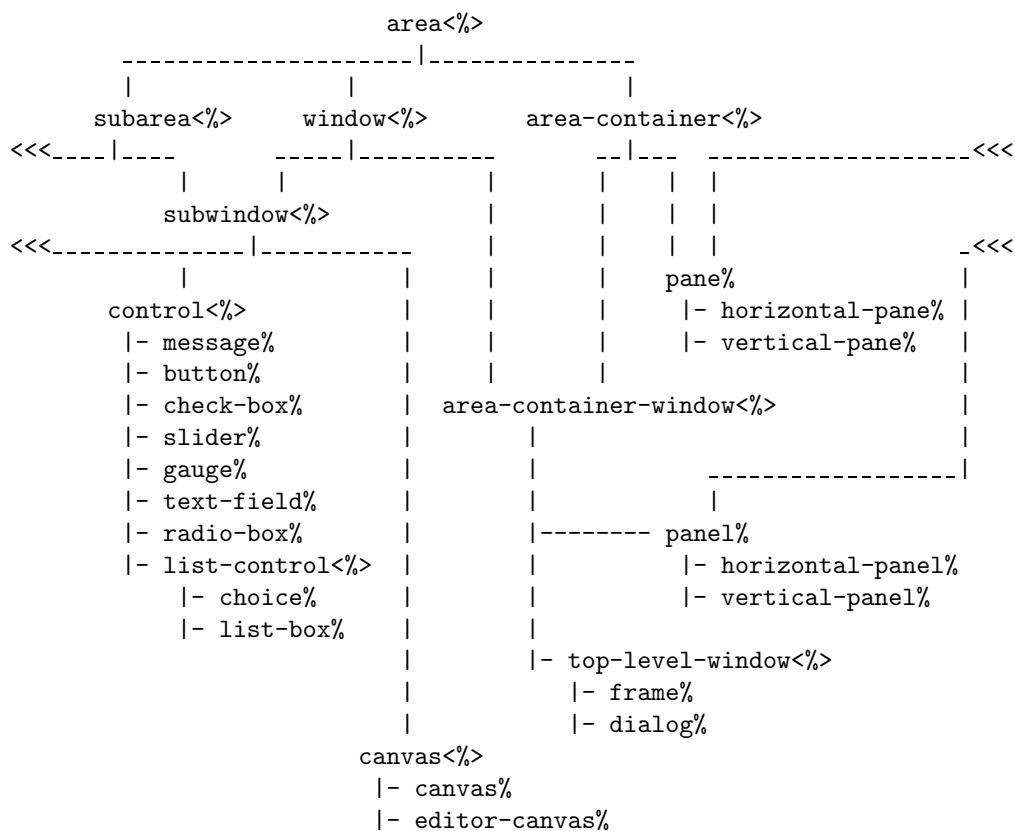 area<%>
subarea<%> window<%> area-container<%>
<<< <<<
subwindow<%>
<<< <<<
pane%
control<%> |- horizontal-pane%
|- message% |- vertical-pane%
|- button%
|- check-box% area-container-window<%>
|- slider%
|- gauge%
|- text-field%
|- radio-box% |-------- panel%
|- list-control<%> |- horizontal-panel%
|- choice% |- vertical-panel%
|- list-box%
|- top-level-window<%>
|- frame%
|- dialog%
canvas<%>
|- canvas%
|- editor-canvas%